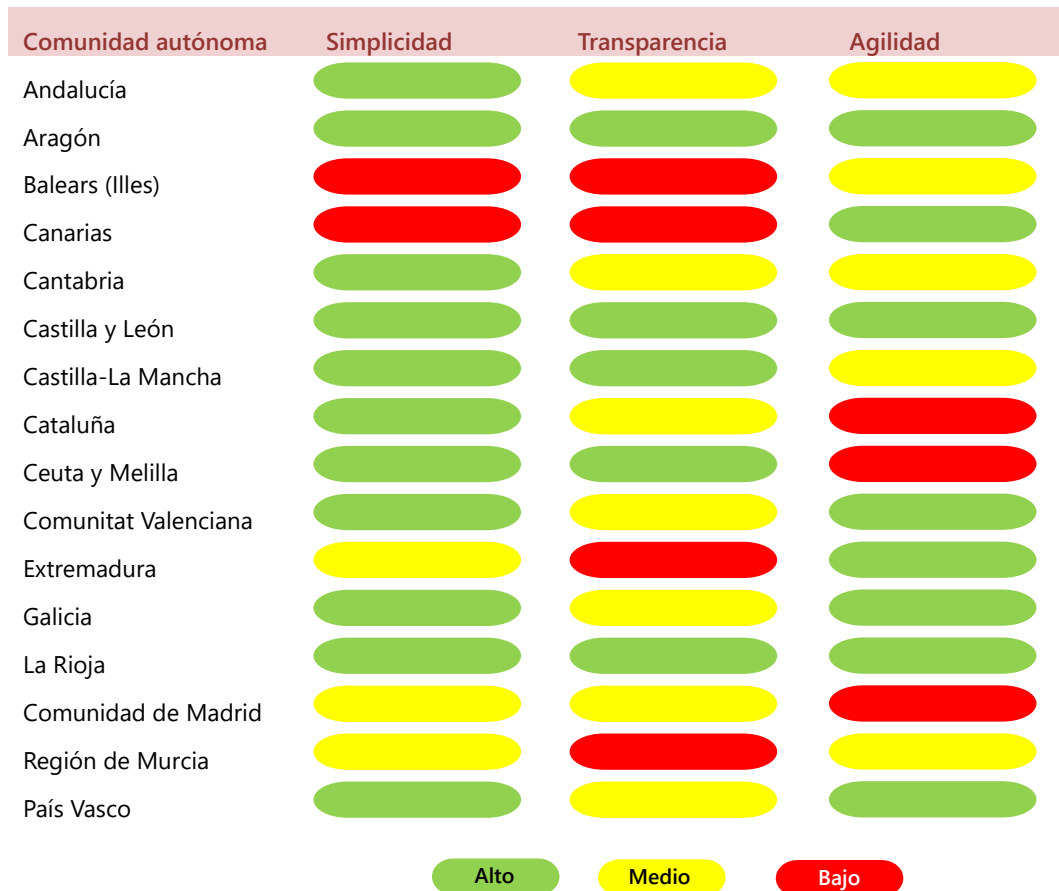 Comunidad autónoma Simplicidad Transparencia Agilidad
Andalucía
Aragón
Balears (Illes)
Canarias
Cantabria
Castilla y León
Castilla-La Mancha
Cataluña
Ceuta y Melilla
Comunitat Valenciana
Extremadura
Galicia
La Rioja
Comunidad de Madrid
Región de Murcia
País Vasco
Alto Medio Bajo